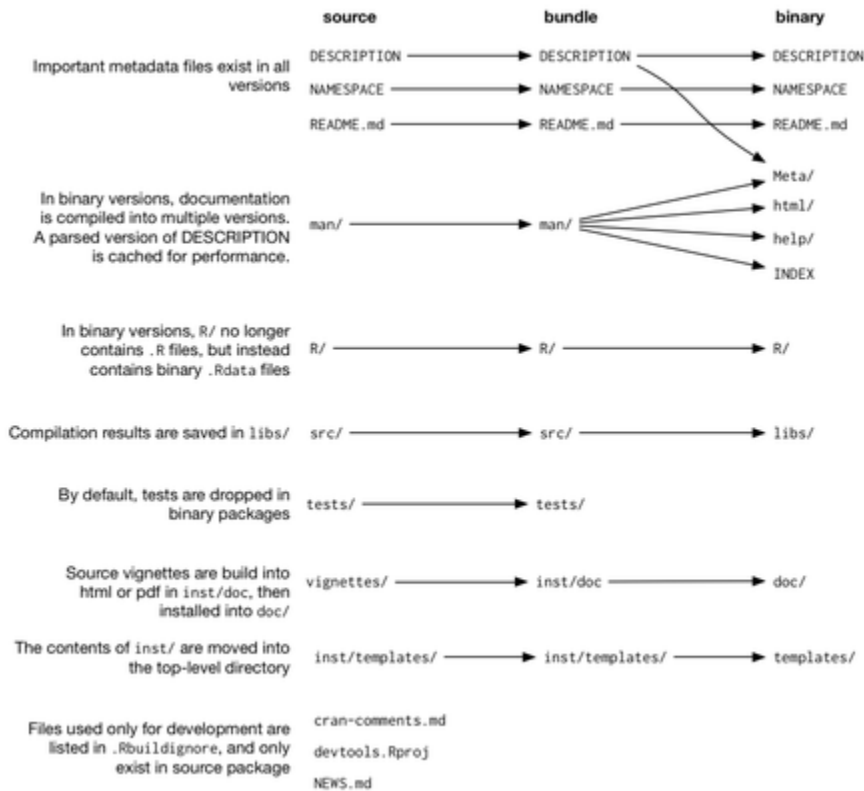 source bundle binary
Important metadata files exist in all
versions
DESCRIPTION DESCRIPTION DESCRIPTION
NAMESPACE NAMESPACE NAMESPACE
README.md README.md README.md
In binary versions, documentation
is compiled into multiple versions.
A parsed version of DESCRIPTION
is cached for performance.
man/ man/
Meta/
html/
help/
INDEX
In binary versions, R/ no longer
contains .R files, but instead
contains binary .Rdata files
R/ R/ R/
Compilation results are saved in libs/
src/ src/ libs/
By default, tests are dropped in
binary packages
tests/ tests/
Source vignettes are build into
html or pdf in inst/doc, then
installed into doc/
vignettes/ inst/doc doc/
The contents of inst/ are moved into
the top-level directory
inst/templates/ inst/templates/ templates/
Files used only for development are
listed in .Rbuildignore, and only
exist in source package
cran-comments.md
devtools.Rproj
NEWS.md